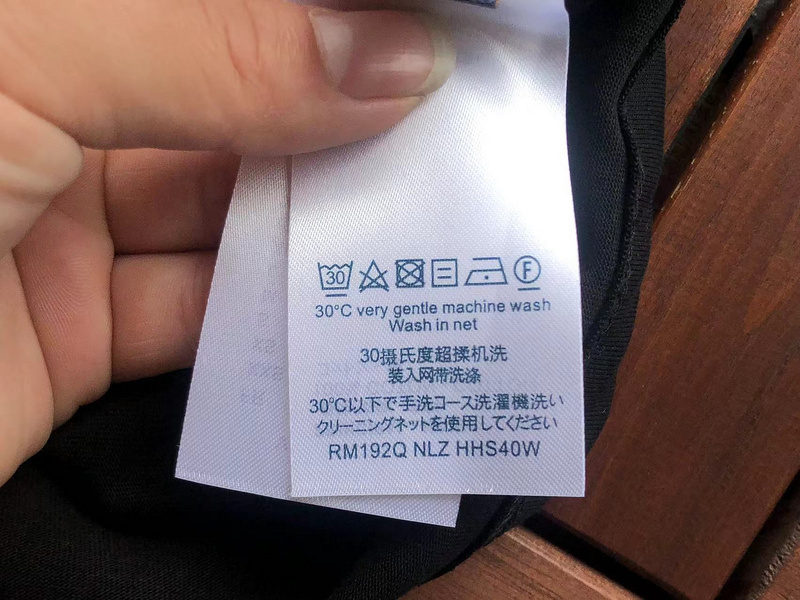 30 F
30°C very gentle machine wash
Wash in net
30摄氏度超揉机洗
装入网带洗涤
30℃以下で手洗コース洗濯機洗い
クリーニングネットを使用してください
RM192Q NLZ HHS40W